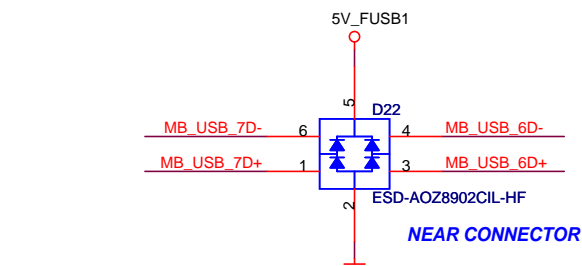 5V_FUSB1
5
D22
MB_USB_7D- 6 4 MB_USB_6D-
MB_USB_7D+ 1 3 MB_USB_6D+
2
ESD-AOZ8902CIL-HF
NEAR CONNECTOR